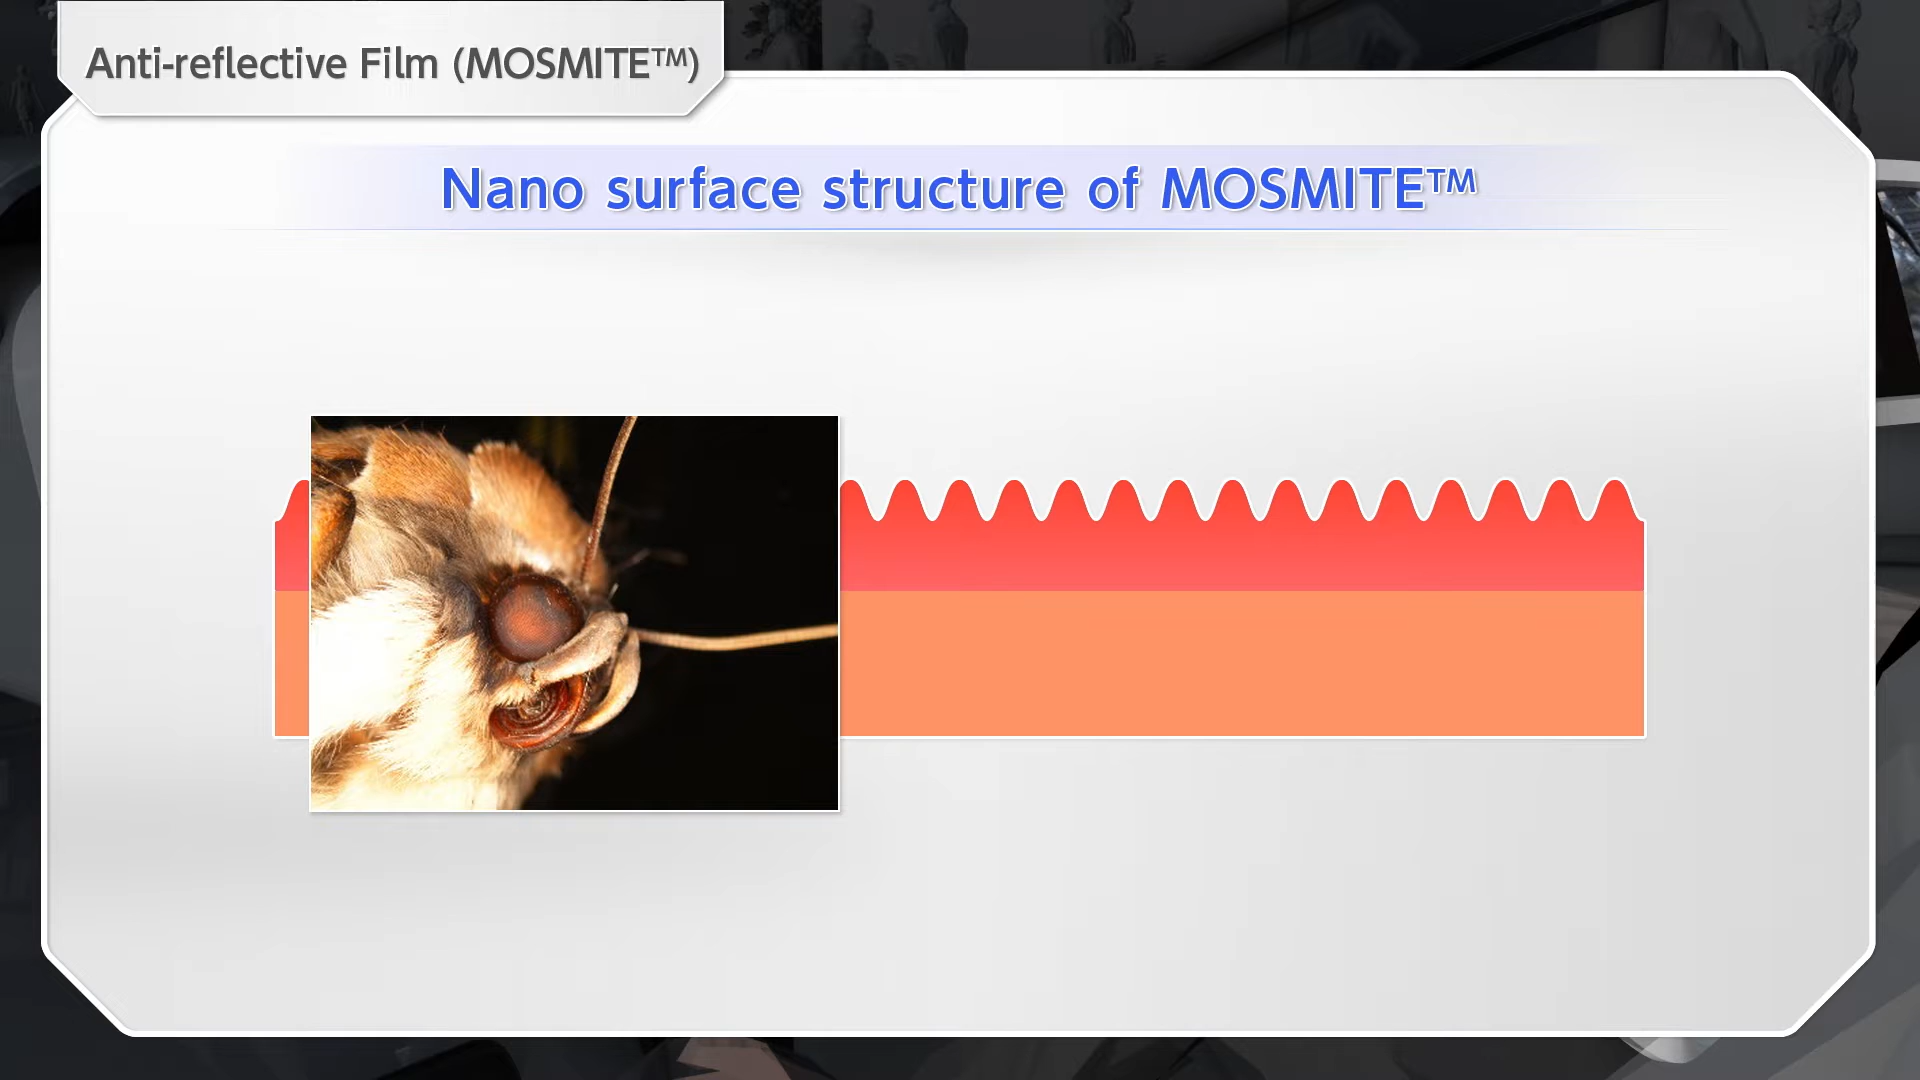 Anti-reflective Film (MOSMITE™)
Nano surface structure of MOSMITE™